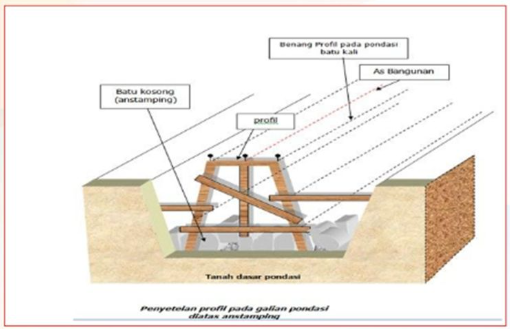 Benang Profil pada pondasi
batu kali
As Bangunan
Batu kosong
(anstamping)
profil
Tanah dasar pondasi
Penyetelan profil pada galian pondasi
diatas anstamping